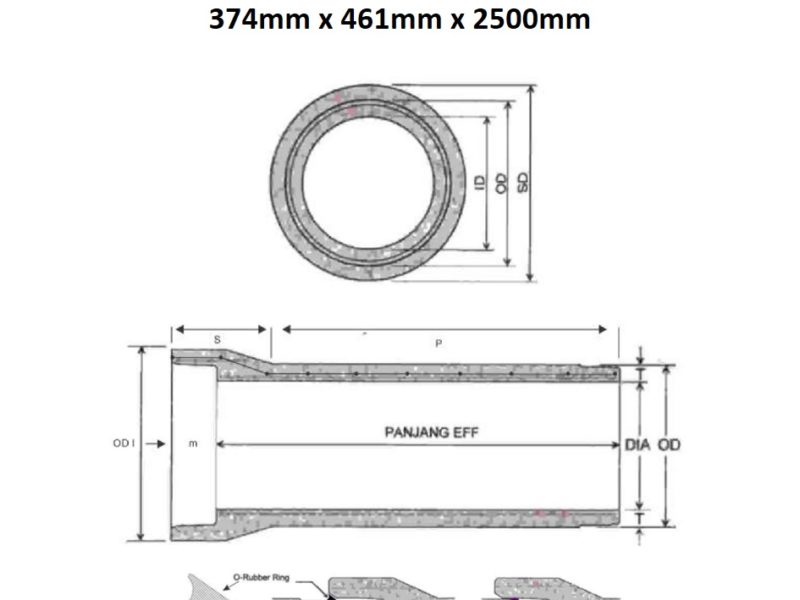 374mm x 461mm x 2500mm
ID
OD
SD
S
P
OD I
m
PANJANG EFF
DIA
OD
T
T
O-Rubber Ring